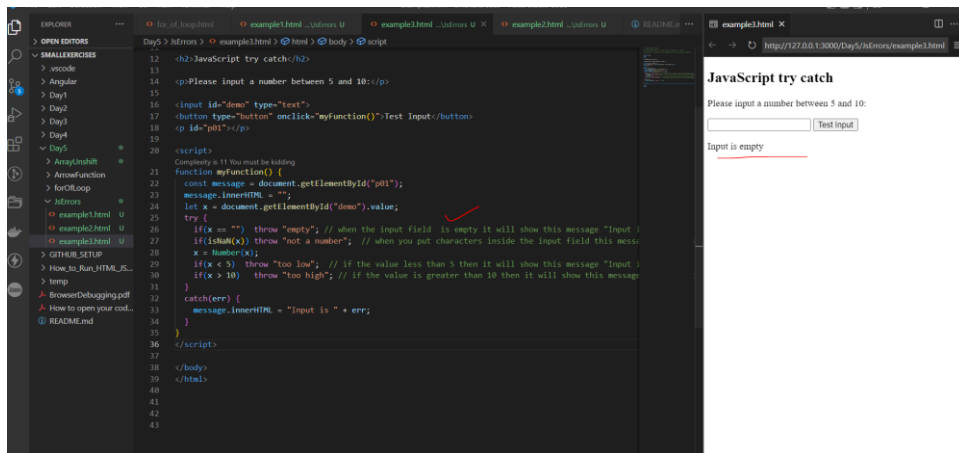 EXPLORER
OPEN EDITORS
SMALLEXERCISES
.vscode
Angular
Day1
Day2
Day3
Day4
Day5
ArrayUnshift
ArrowFunction
forOfLoop
JsErrors
example1.html U
example2.html U
example3.html U
GITHUB_SETUP
How_to_Run_HTML_JS...
temp
BrowserDebugging.pdf
How to open your cod...
README.md
for_of_loop.html
example1.html ...\JsErrors U
example3.html ...\JsErrors U
example2.html ...\JsErrors U
README.m
Day5 > JsErrors > example3.html > html > body > script
12 <h2>JavaScript try catch</h2>
13
14 <p>Please input a number between 5 and 10:</p>
15
16 <input id="demo" type="text">
17 <button type="button" onclick="myFunction()">Test Input</button>
18 <p id="p01"></p>
19
20 <script>
Complexity is 11 You must be kidding
21 function myFunction() {
22 const message = document.getElementById("p01");
23 message.innerHTML = "";
24 let x = document.getElementById("demo").value;
25 try {
26 if(x == "") throw "empty"; // when the input field is empty it will show this message "Input i
27 if(isNaN(x)) throw "not a number"; // when you put characters inside the input field this messa
28 x = Number(x);
29 if(x < 5) throw "too low"; // if the value less than 5 then it will show this message "Input i
30 if(x > 10) throw "too high"; // if the value is greater than 10 then it will show this message
31 }
32 catch(err) {
33 message.innerHTML = "Input is " + err;
34 }
35 }
36 </script>
37
38 </body>
39 </html>
40
41
42
43
example3.html
http://127.0.0.1:3000/Day5/JsErrors/example3.html
JavaScript try catch
Please input a number between 5 and 10:
Test Input
Input is empty